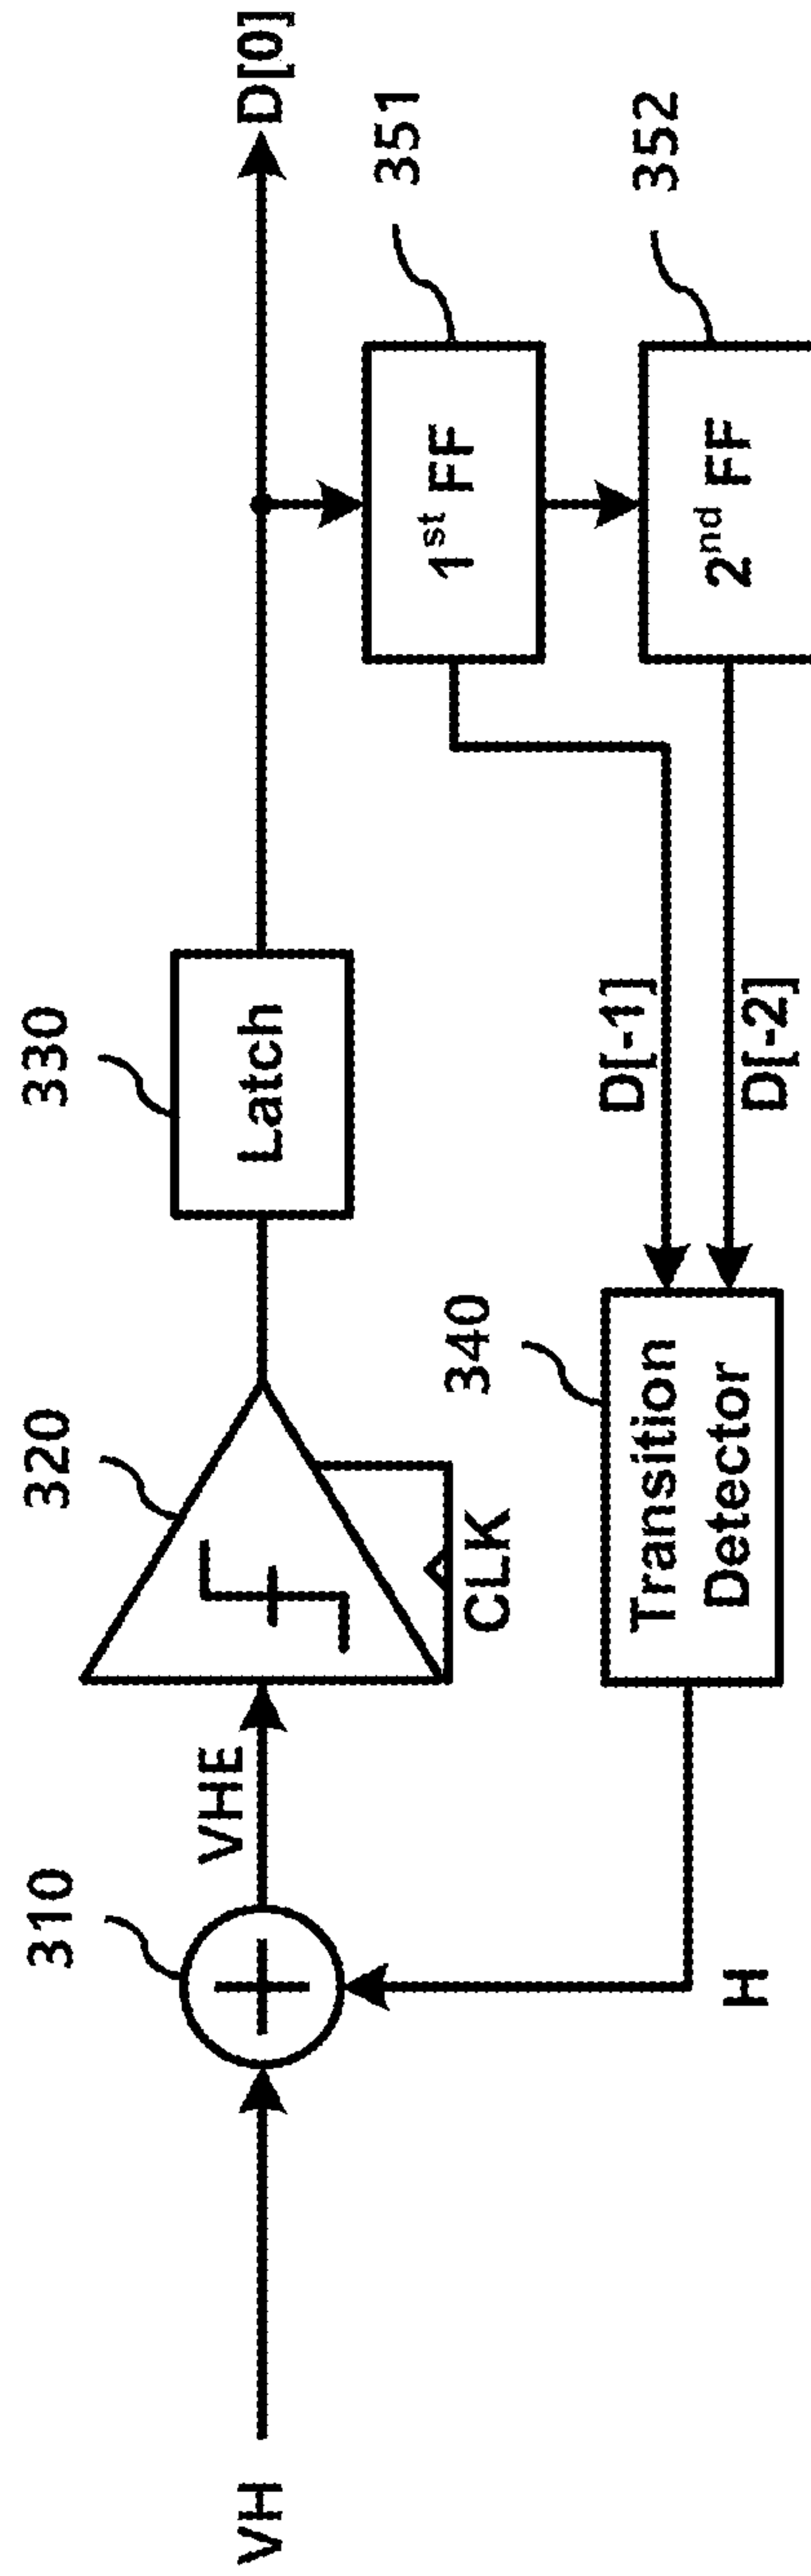 310
320
330
VH
VHE
Latch
D[0]
CLK
340
351
1st FF
H
Transition
Detector
D[-1]
D[-2]
352
2nd FF